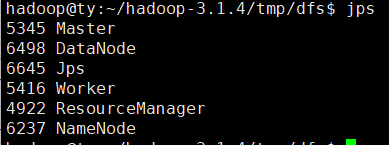 hadoop@ty:~/hadoop-3.1.4/tmp/dfs$ jps
5345 Master
6498 DataNode
6645 Jps
5416 Worker
4922 ResourceManager
6237 NameNode